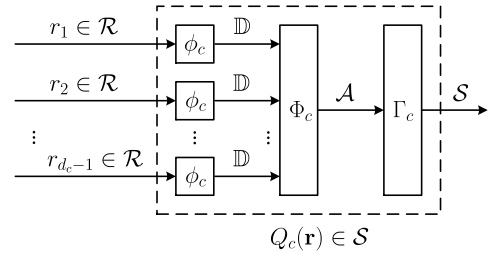 r_1 ∈ ℛ ϕ_c 𝔻
r_2 ∈ ℛ ϕ_c 𝔻 Φ_c 𝒜 Γ_c 𝒮
⋮ ⋮ ⋮
r_{d_c−1} ∈ ℛ ϕ_c 𝔻
Q_c(𝐫) ∈ 𝒮